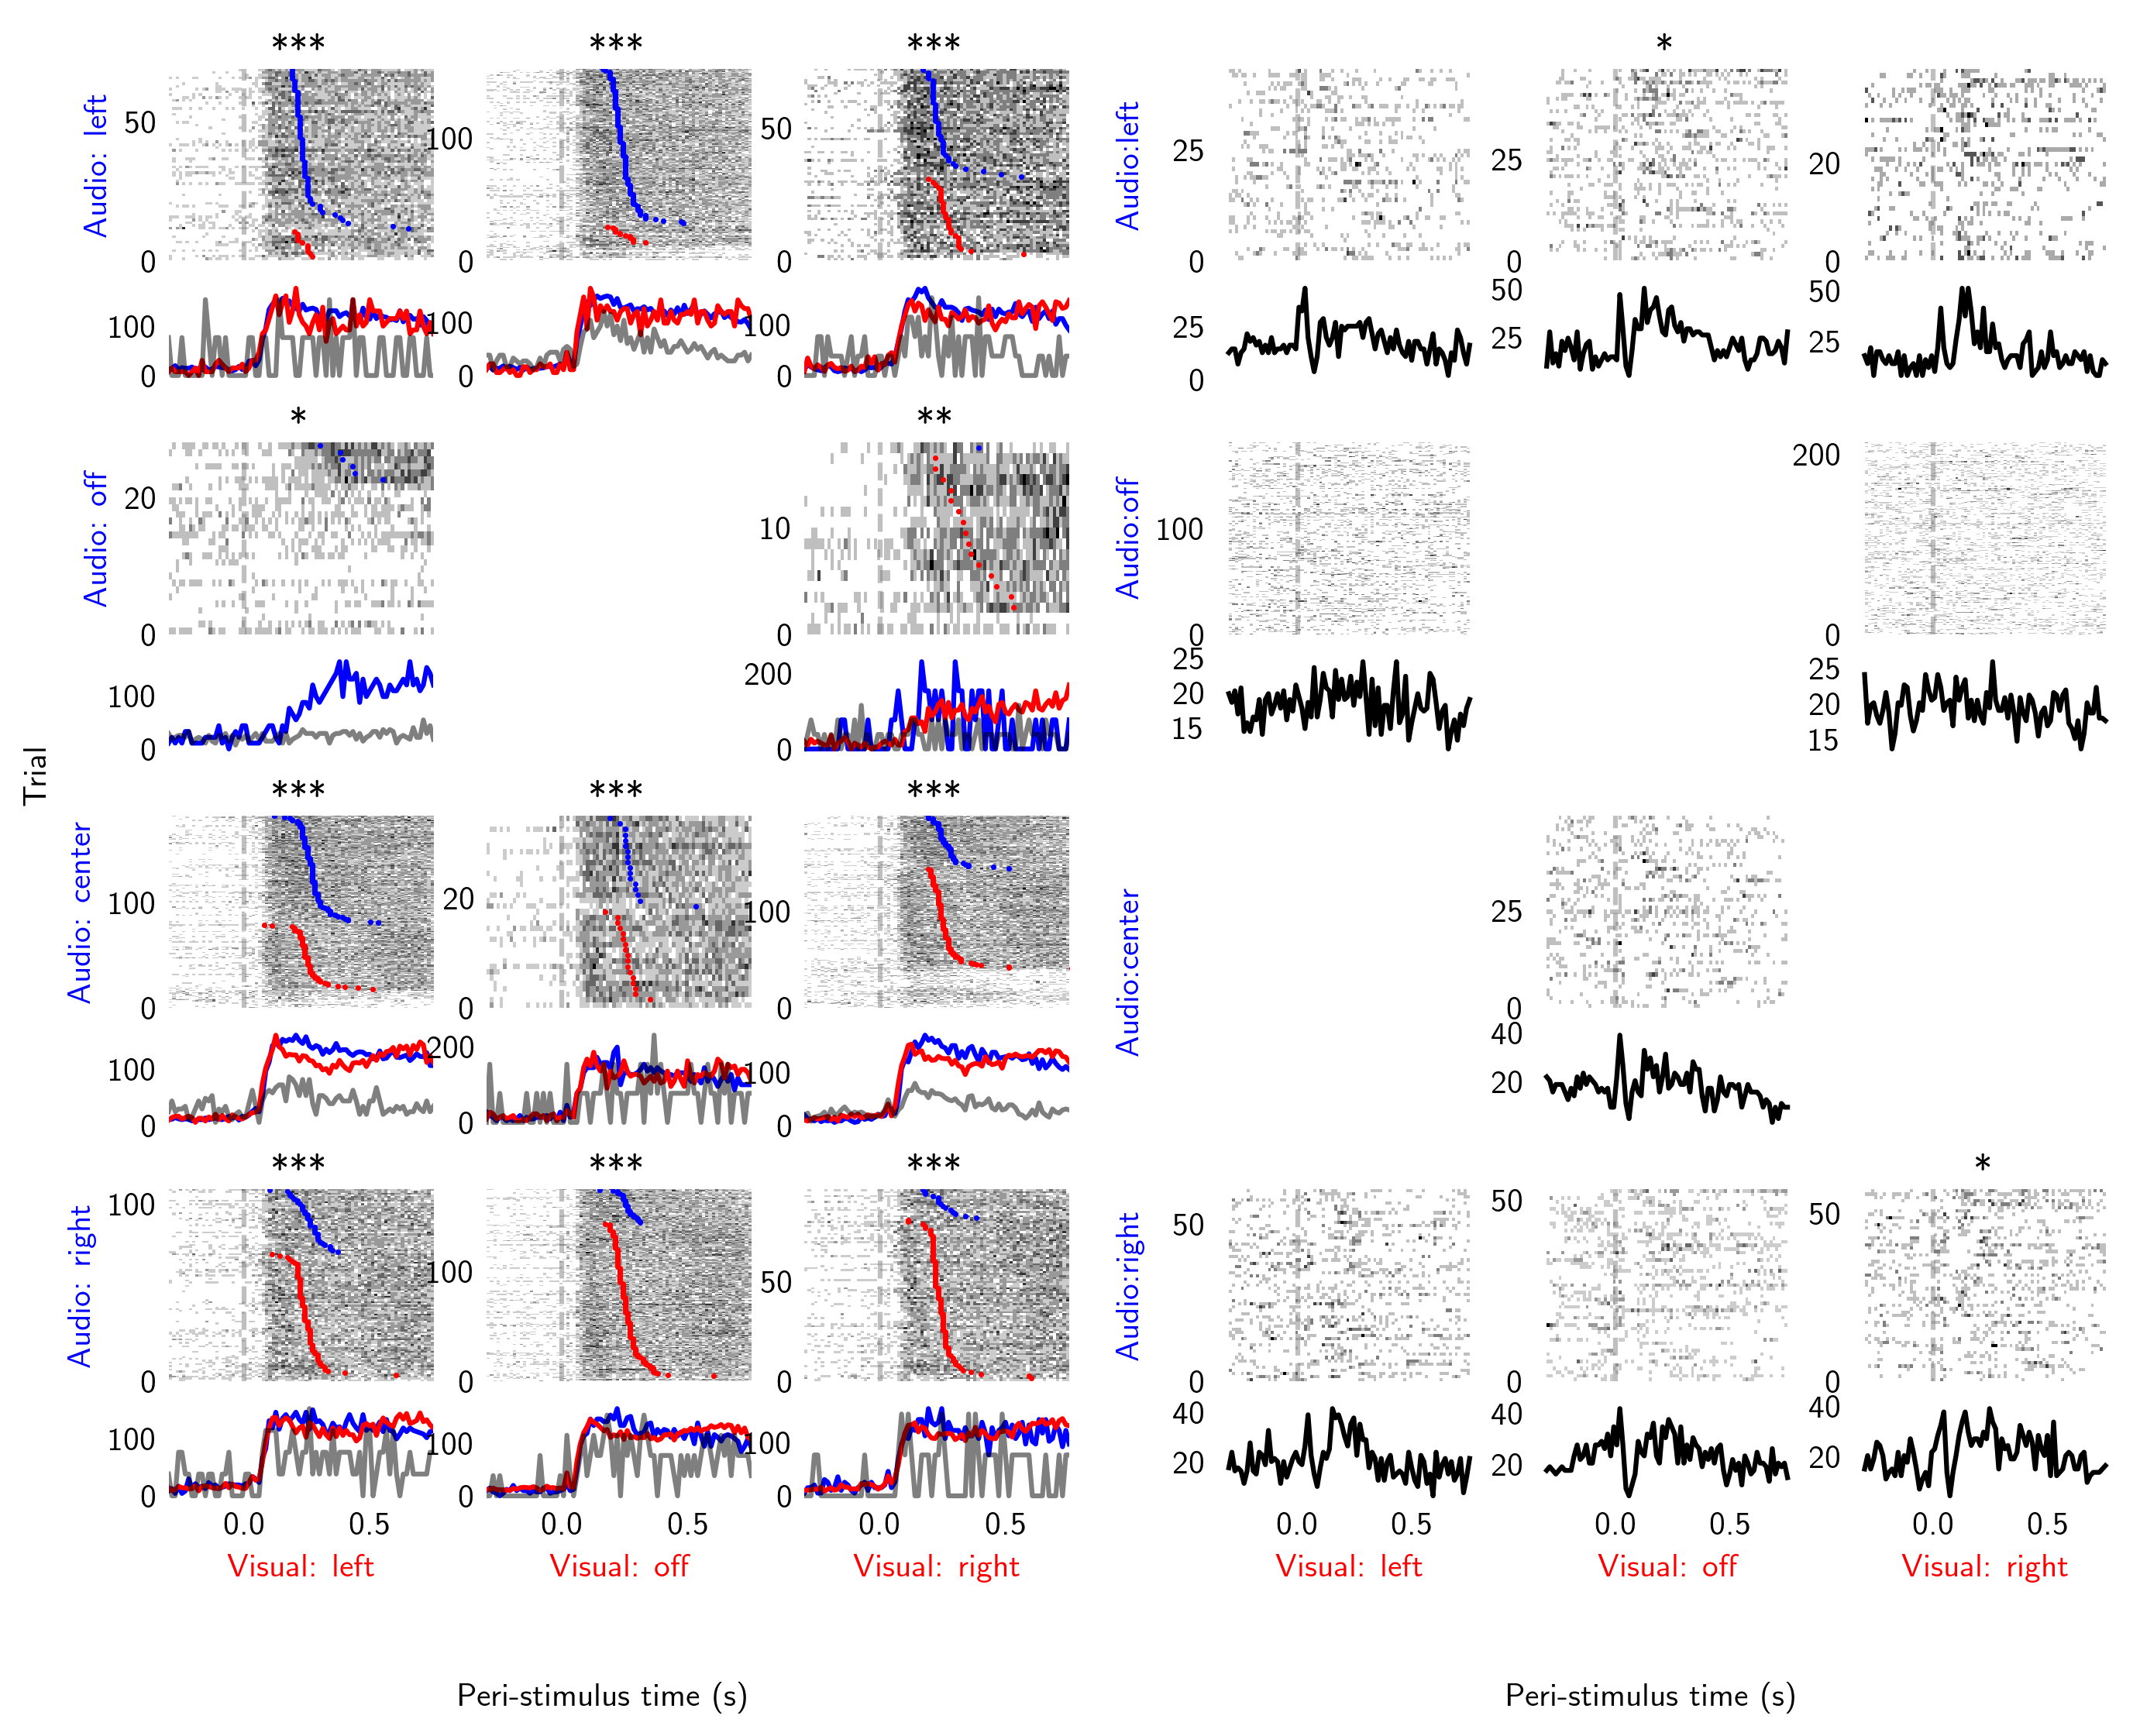 *** *** *** *
Audio: left 50 0 100 0 50 0 Audio:left 25 0 25 0 20 0
100 0 100 0 100 0 25 0 50 25 50 25
* **
Audio: off 20 0 10 0 Audio:off 100 0 200 0
100 0 200 0 25 20 15 25 20 15
Trial
*** *** ***
Audio: center 100 0 20 0 100 0 Audio:center 25 0
100 0 200 0 100 0 40 20
*** *** *** *
Audio: right 100 0 100 0 50 0 Audio:right 50 0 50 0 50 0
100 0 100 0 100 0 40 20 40 20 40 20
0.0 0.5 0.0 0.5 0.0 0.5 0.0 0.5 0.0 0.5 0.0 0.5
Visual: left Visual: off Visual: right Visual: left Visual: off Visual: right
Peri-stimulus time (s) Peri-stimulus time (s)